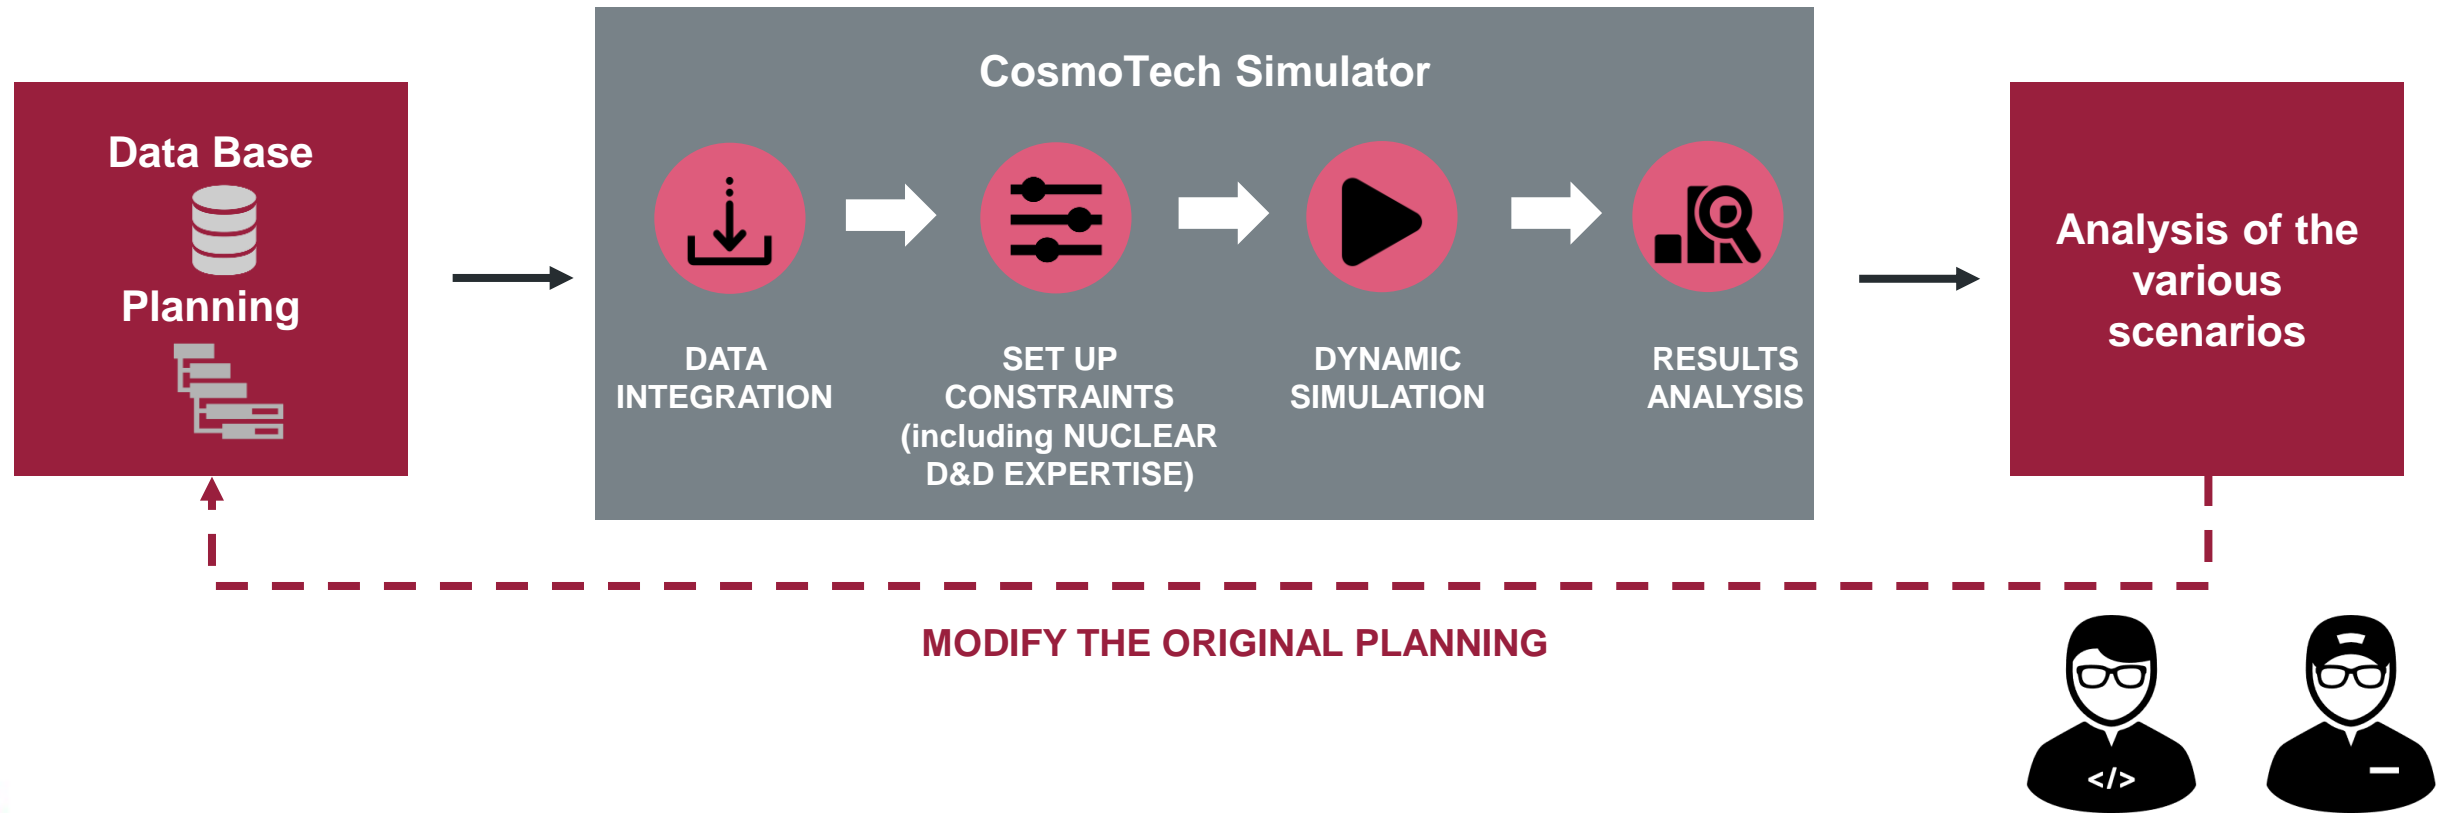 CosmoTech Simulator
Data Base
Planning
DATA
INTEGRATION
SET UP
CONSTRAINTS
(including NUCLEAR
D&D EXPERTISE)
DYNAMIC
SIMULATION
RESULTS
ANALYSIS
Analysis of the
various
scenarios
MODIFY THE ORIGINAL PLANNING
</>